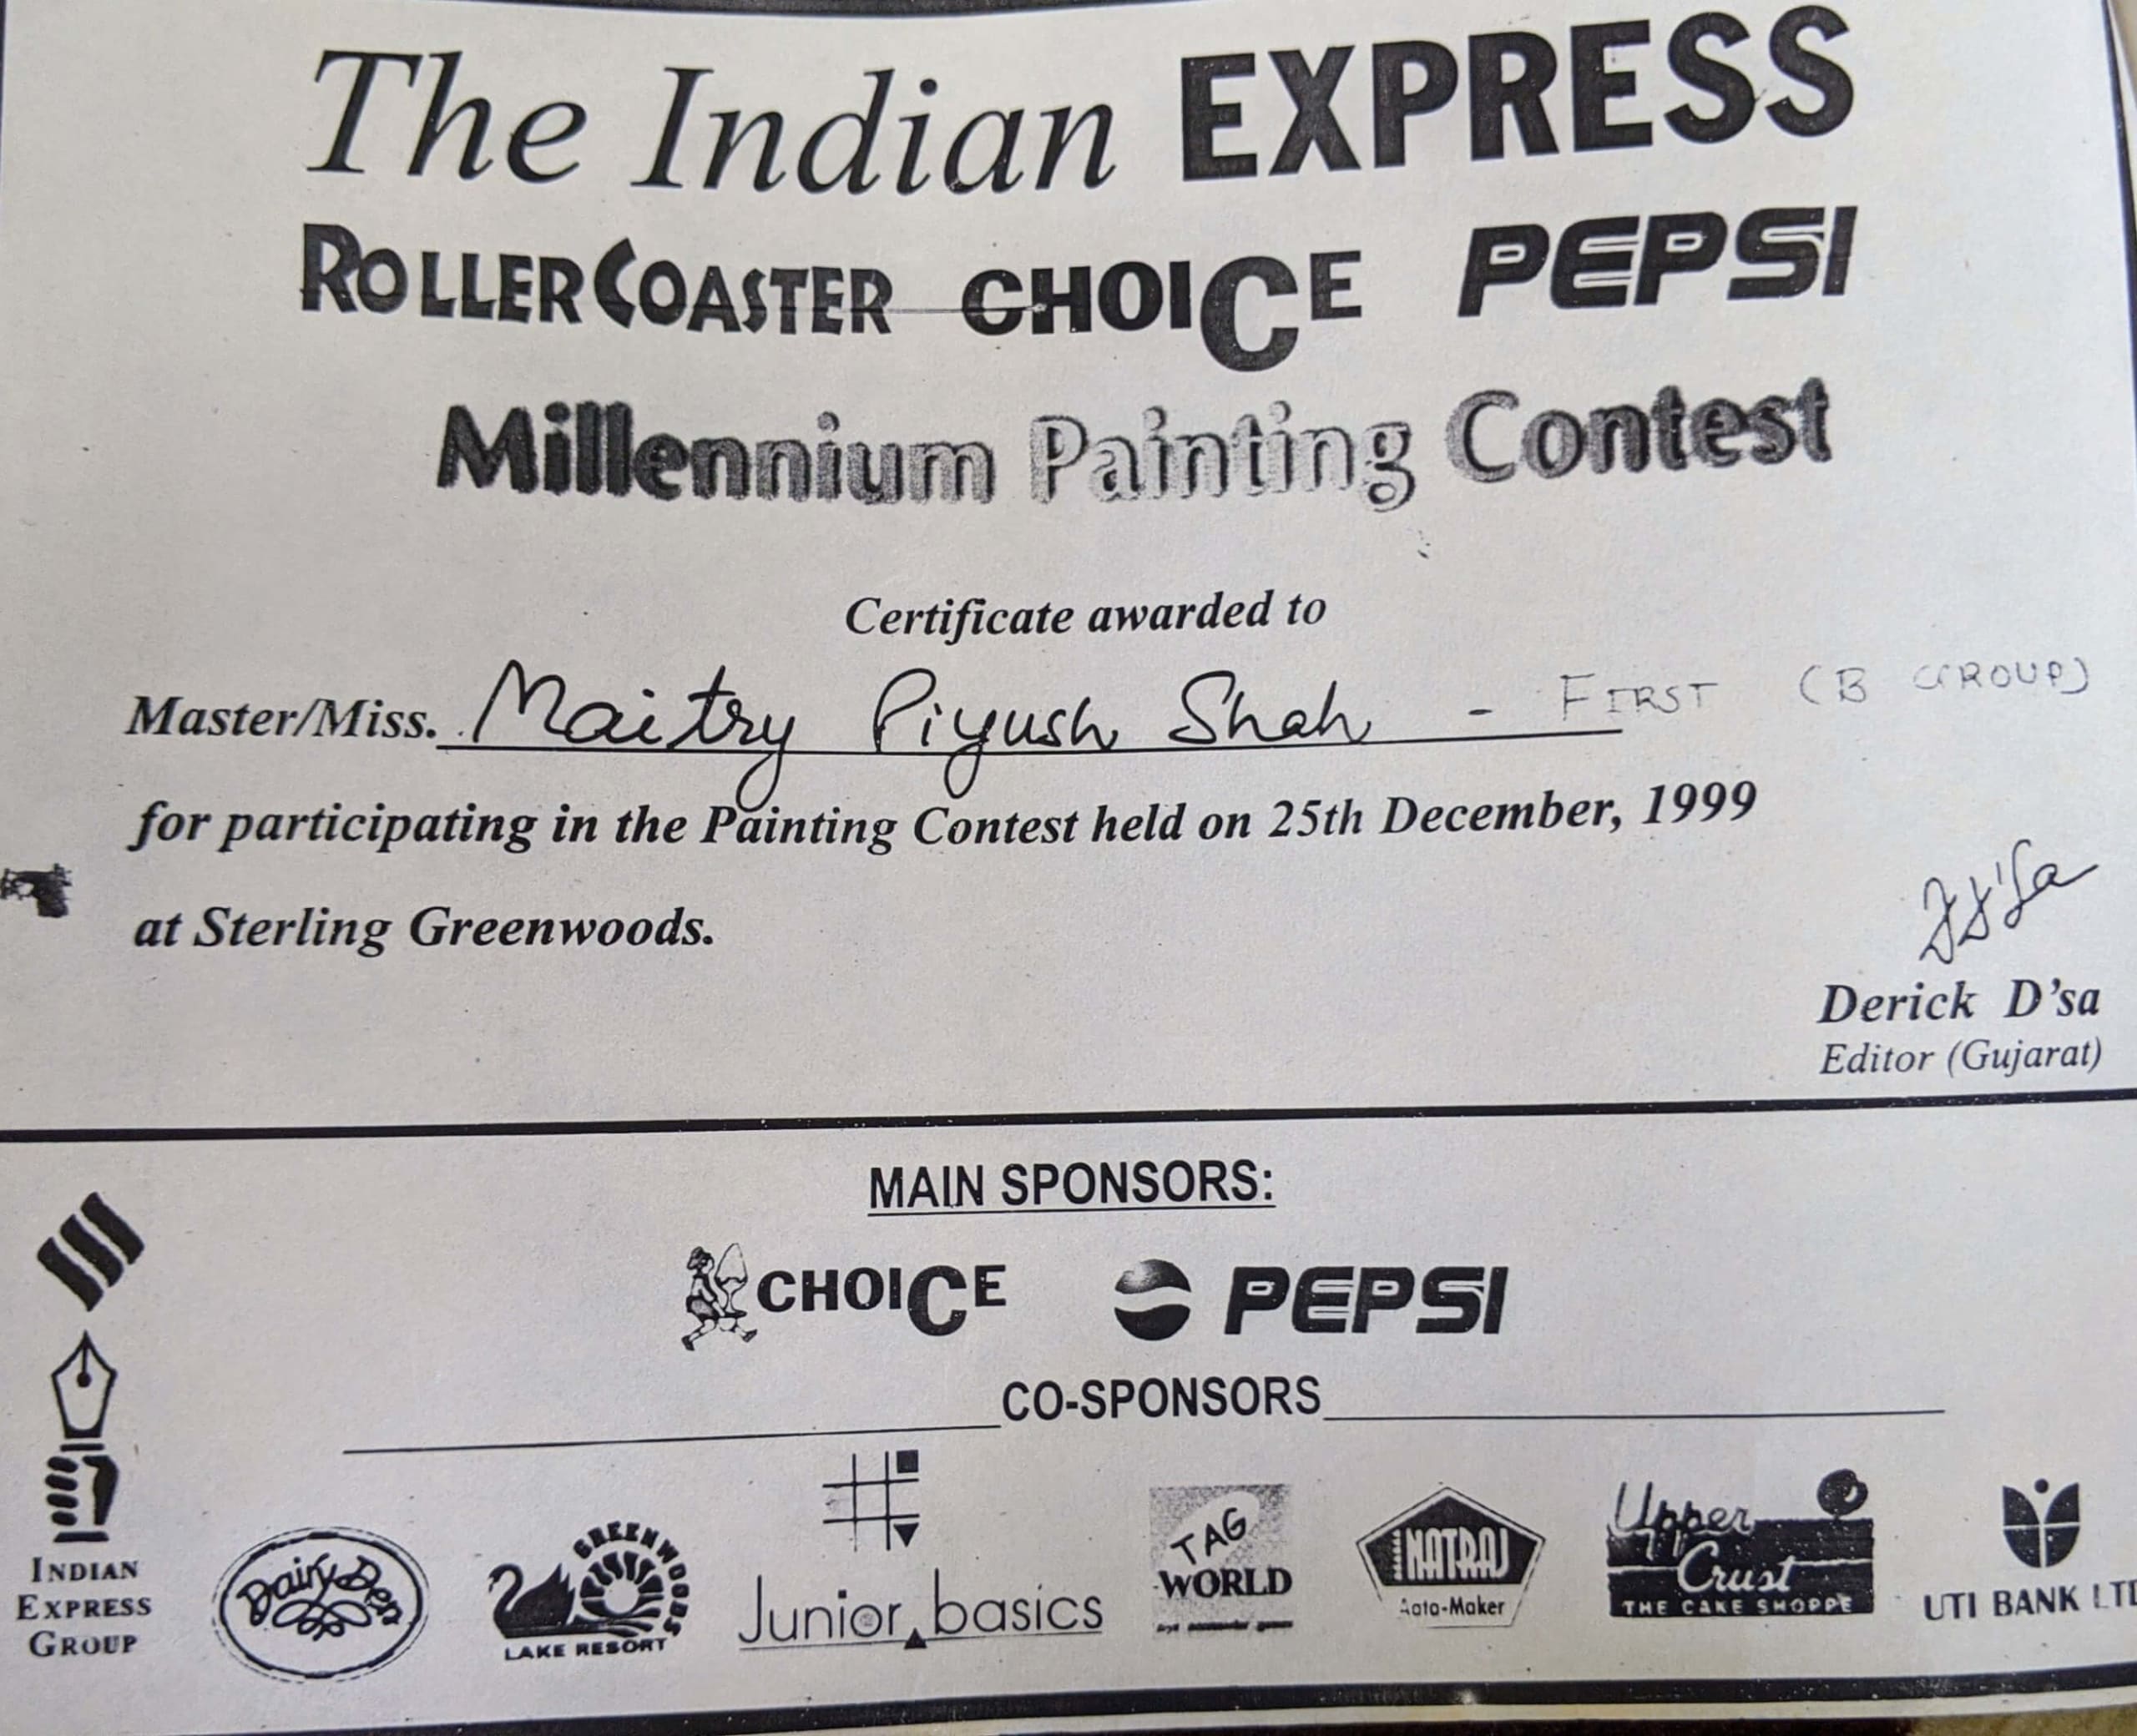 The Indian EXPRESS
ROLLERCOASTER CHOICE PEPSI
Millennium Painting Contest
Certificate awarded to
Master/Miss. Maitry Piyush Shah - FIRST (B GROUP)
for participating in the Painting Contest held on 25th December, 1999
at Sterling Greenwoods.
Derick D'sa
Editor (Gujarat)
MAIN SPONSORS:
CHOICE PEPSI
CO-SPONSORS
INDIAN
EXPRESS
GROUP
Dairy Den
GREENWOODS
LAKE RESORT
Junior basics
TAG
WORLD
NATRAJ
Upper
Crust
THE CAKE SHOPPE
UTI BANK LTD